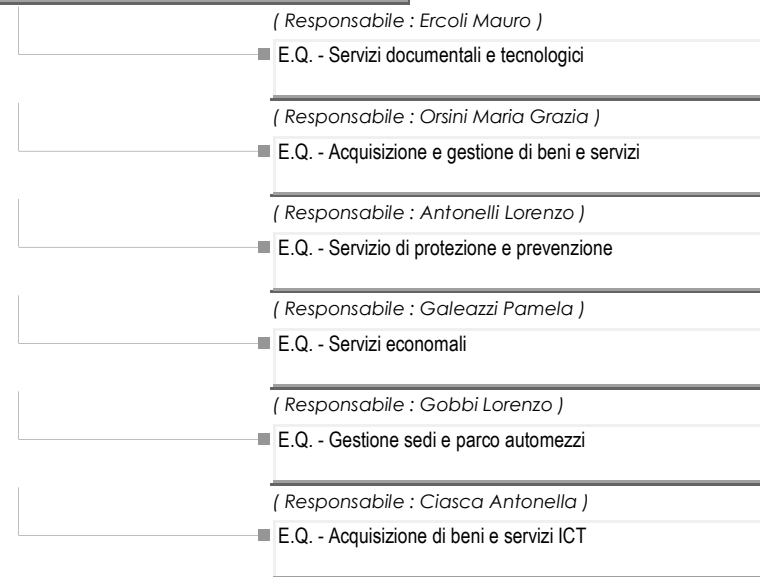 ( Responsabile : Ercoli Mauro )
E.Q. - Servizi documentali e tecnologici
( Responsabile : Orsini Maria Grazia )
E.Q. - Acquisizione e gestione di beni e servizi
( Responsabile : Antonelli Lorenzo )
E.Q. - Servizio di protezione e prevenzione
( Responsabile : Galeazzi Pamela )
E.Q. - Servizi economali
( Responsabile : Gobbi Lorenzo )
E.Q. - Gestione sedi e parco automezzi
( Responsabile : Ciasca Antonella )
E.Q. - Acquisizione di beni e servizi ICT